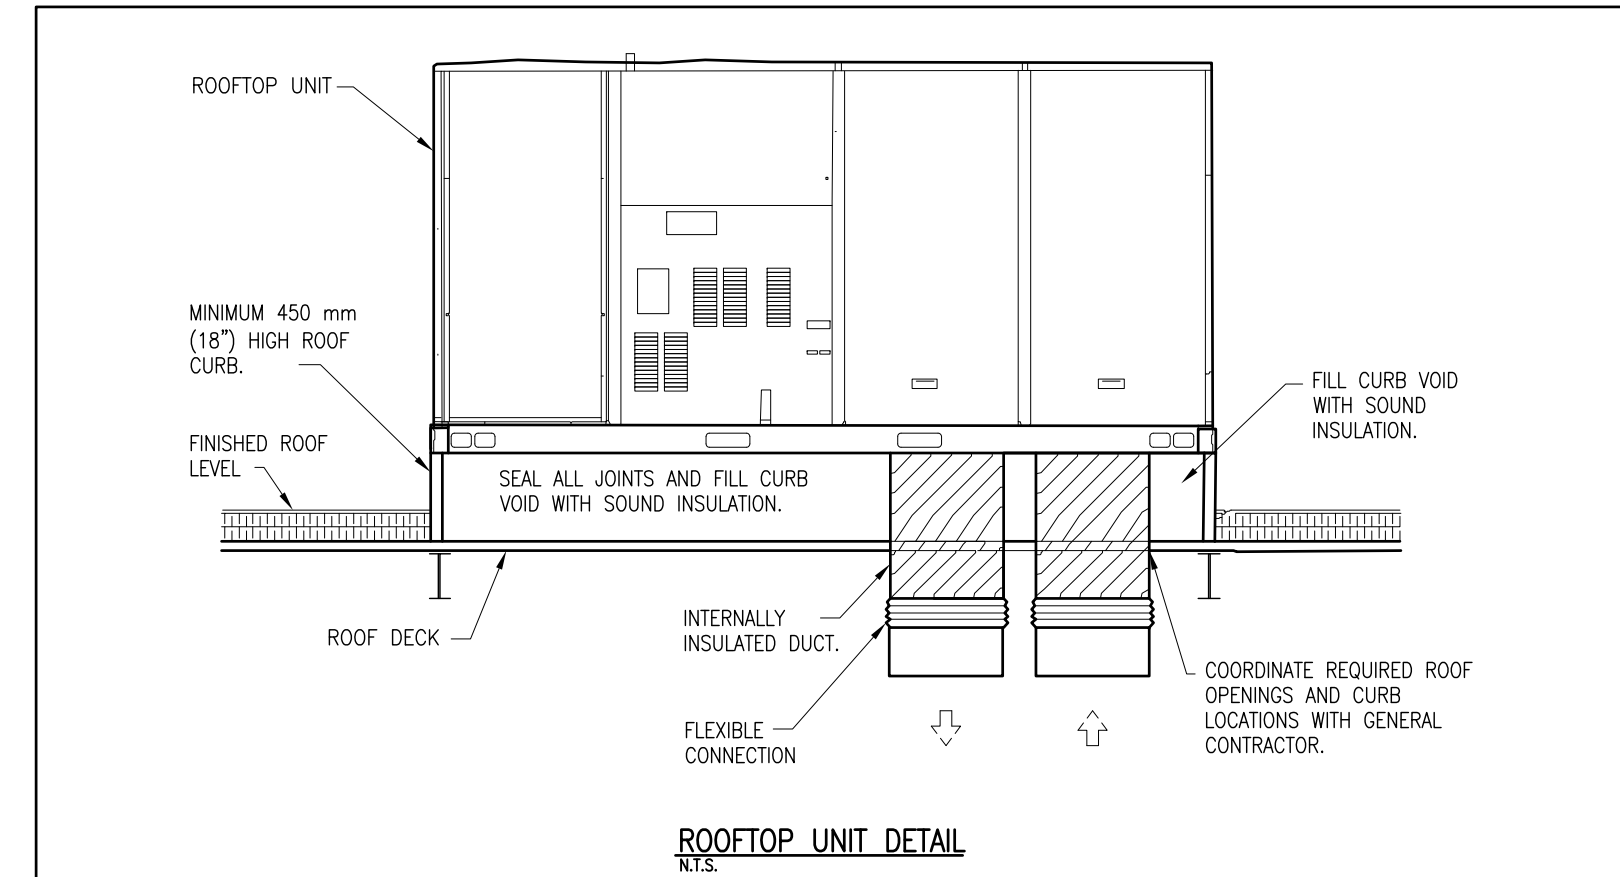 ROOFTOP UNIT
MINIMUM 450 mm
(18") HIGH ROOF
CURB.
FINISHED ROOF
LEVEL
SEAL ALL JOINTS AND FILL CURB
VOID WITH SOUND INSULATION.
FILL CURB VOID
WITH SOUND
INSULATION.
ROOF DECK
INTERNALLY
INSULATED DUCT.
FLEXIBLE
CONNECTION
COORDINATE REQUIRED ROOF
OPENINGS AND CURB
LOCATIONS WITH GENERAL
CONTRACTOR.
ROOFTOP UNIT DETAIL
N.T.S.